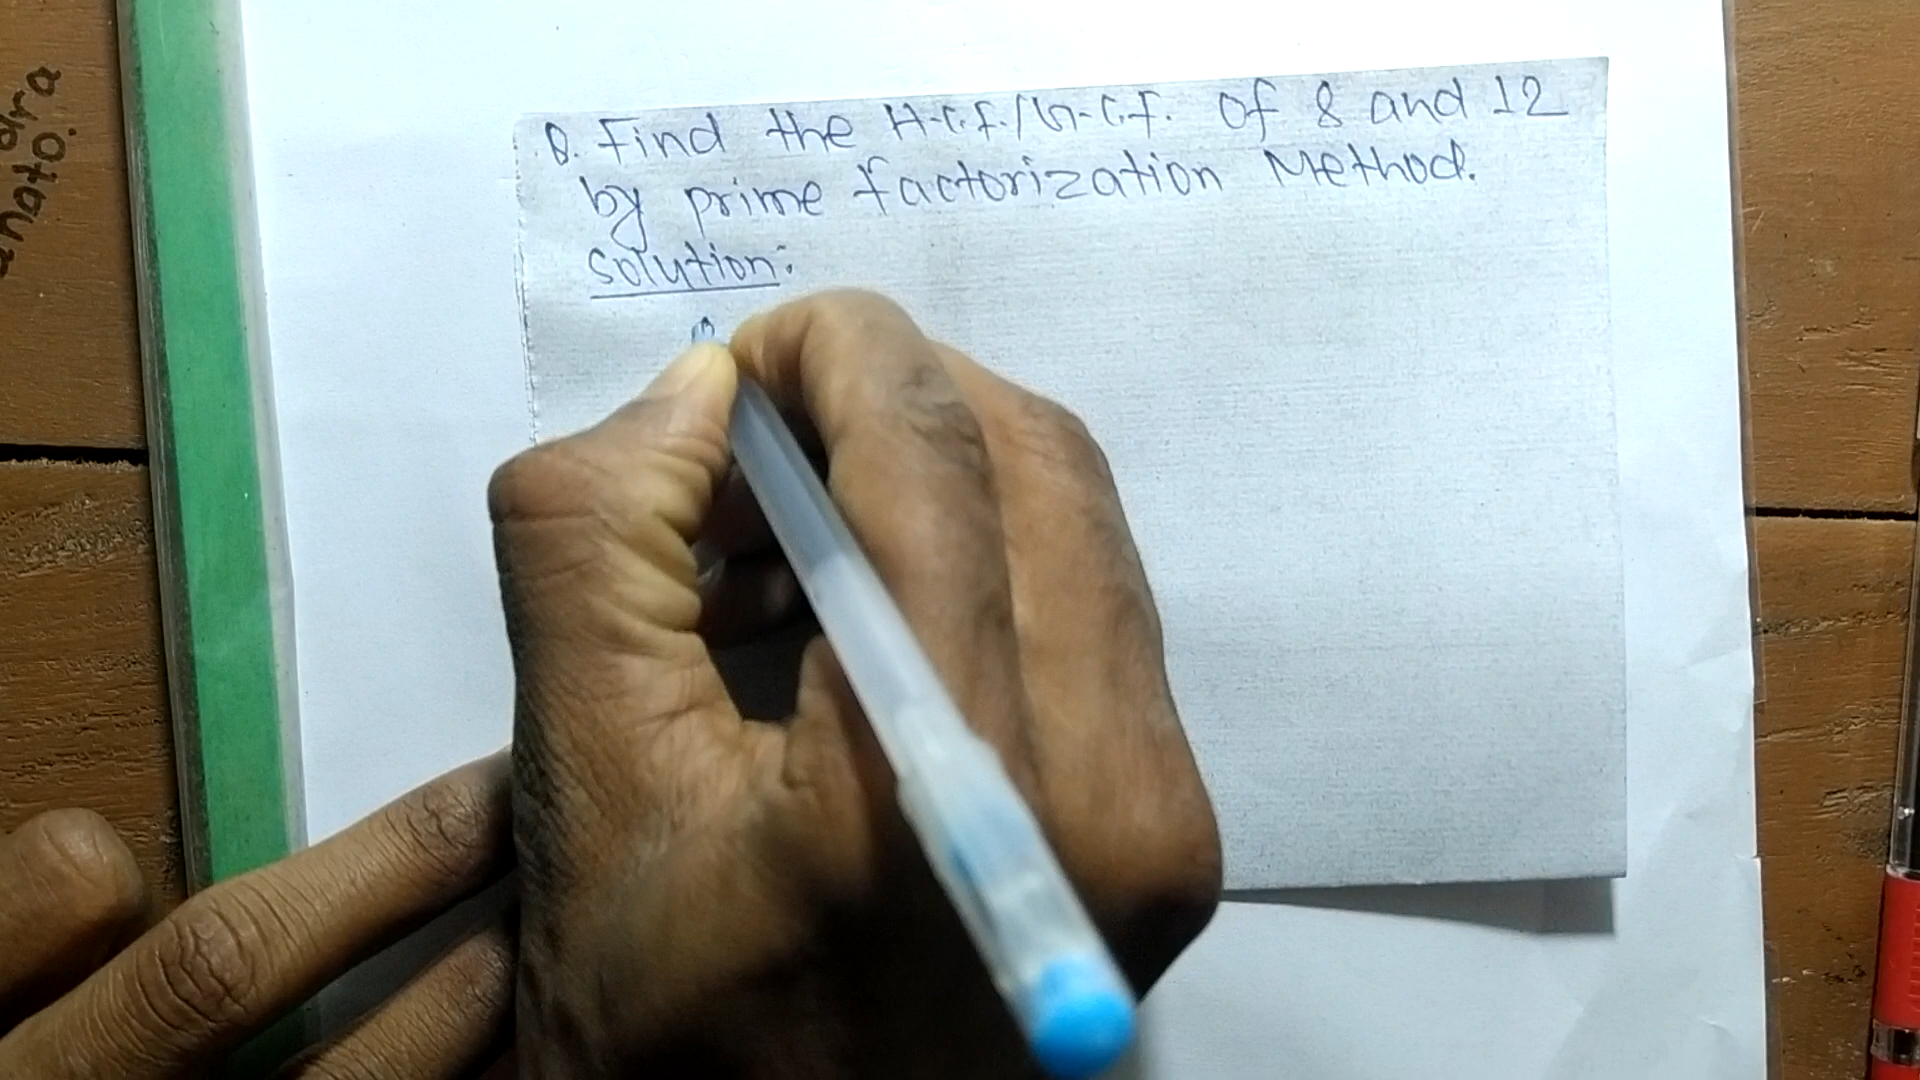 Q. Find the H.C.F./G.C.F. of 8 and 12
by prime factorization Method.
Solution: